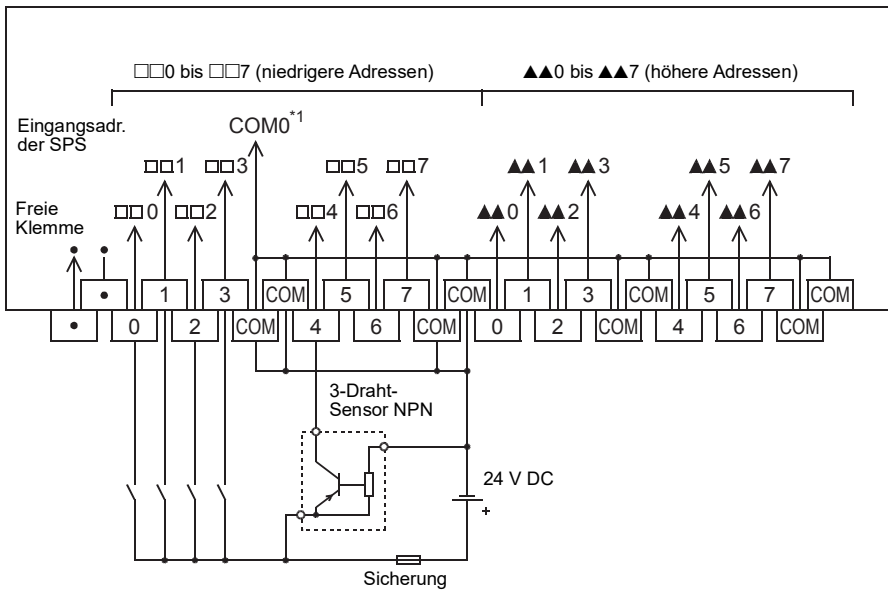 □□0 bis □□7 (niedrigere Adressen)
▲▲0 bis ▲▲7 (höhere Adressen)
Eingangsadr.
der SPS
COM0*1
□□1
□□3
□□5
□□7
▲▲1
▲▲3
▲▲5
▲▲7
Freie
Klemme
□□0
□□2
□□4
□□6
▲▲0
▲▲2
▲▲4
▲▲6
• 1 3 COM 5 7 COM 1 3 COM 5 7 COM
• 0 2 COM 4 6 COM 0 2 COM 4 6 COM
3-Draht-
Sensor NPN
24 V DC
+
Sicherung